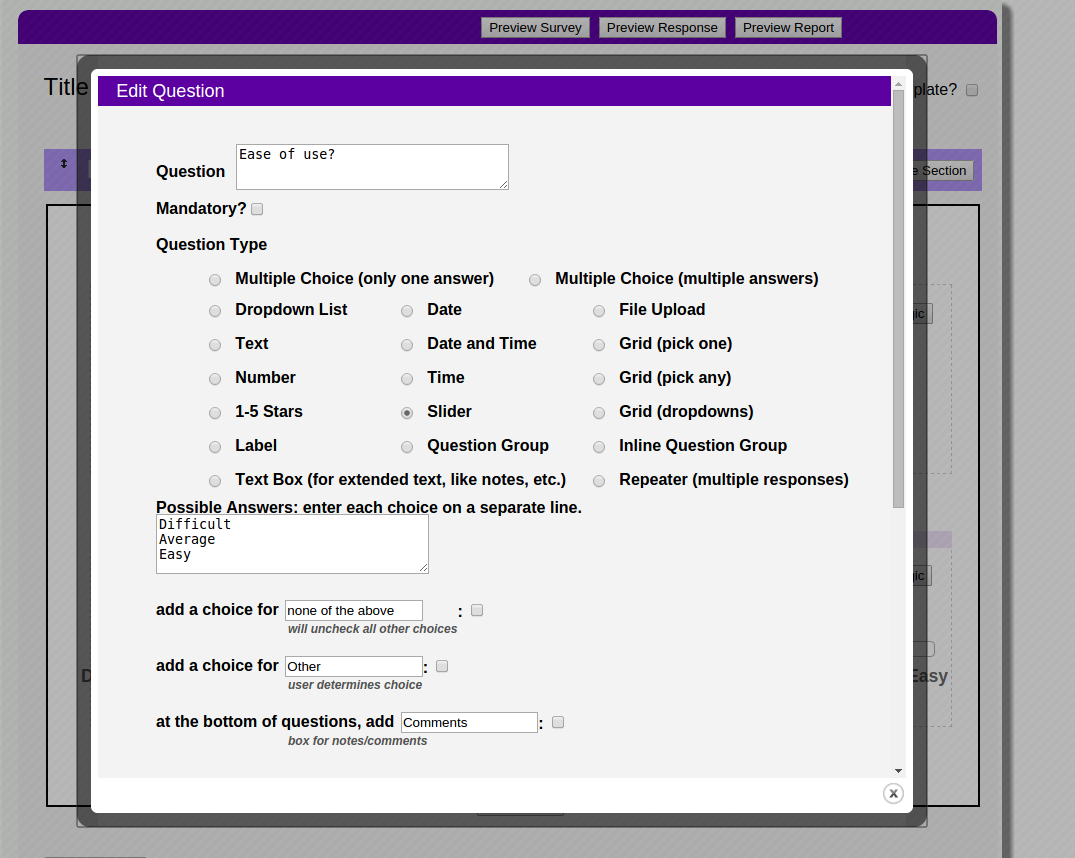 Preview Survey Preview Response Preview Report
Title
plate?
Edit Question
e Section
Question Ease of use?
Mandatory?
Question Type
Multiple Choice (only one answer) Multiple Choice (multiple answers)
Dropdown List Date File Upload
gic
Text Date and Time Grid (pick one)
Number Time Grid (pick any)
1-5 Stars Slider Grid (dropdowns)
Label Question Group Inline Question Group
Text Box (for extended text, like notes, etc.) Repeater (multiple responses)
Possible Answers: enter each choice on a separate line.
Difficult
Average
Easy
gic
add a choice for none of the above :
will uncheck all other choices
add a choice for Other :
D Easy
user determines choice
at the bottom of questions, add Comments :
box for notes/comments
X